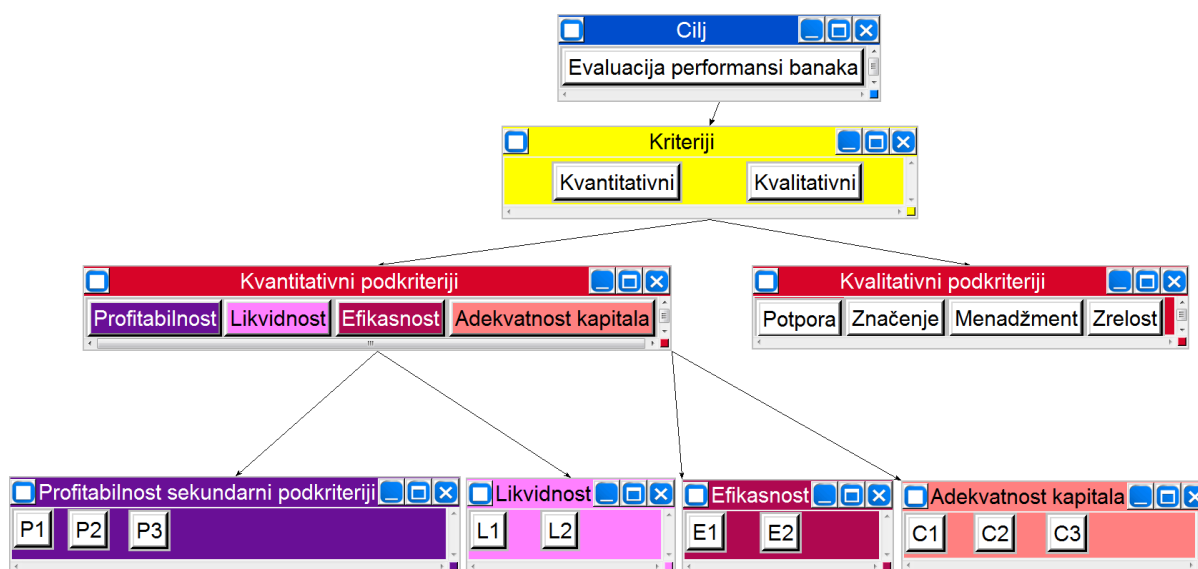 Cilj
Evaluacija performansi banaka
Kriteriji
Kvantitativni Kvalitativni
Kvantitativni podkriteriji
Profitabilnost Likvidnost Efikasnost Adekvatnost kapitala
Kvalitativni podkriteriji
Potpora Značenje Menadžment Zrelost
Profitabilnost sekundarni podkriteriji
P1 P2 P3
Likvidnost
L1 L2
Efikasnost
E1 E2
Adekvatnost kapitala
C1 C2 C3